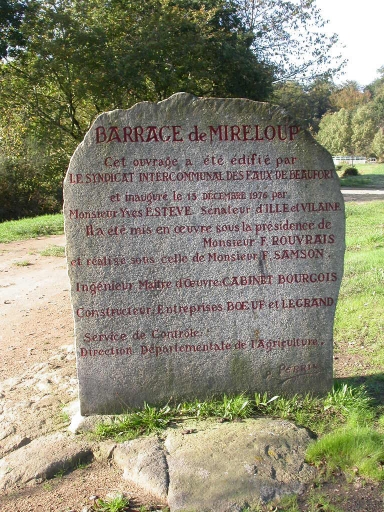 BARRAGE de MIRELOUP
Cet ouvrage a été édifié par
LE SYNDICAT INTERCOMMUNAL DES EAUX DE BEAUFORT
et inauguré le 15 DÉCEMBRE 1976 par
Monsieur Yves ESTÈVE Sénateur d'ILLE et VILAINE
Il a été mis en œuvre sous la présidence de
Monsieur F. ROUVRAIS
et réalisé sous celle de Monsieur F. SAMSON.
Ingénieur Maître d'œuvre: CABINET BOURGOIS
Constructeur: Entreprises BŒUF et LEGRAND
Service de Contrôle:
Direction Départementale de l'Agriculture.
PERRIN